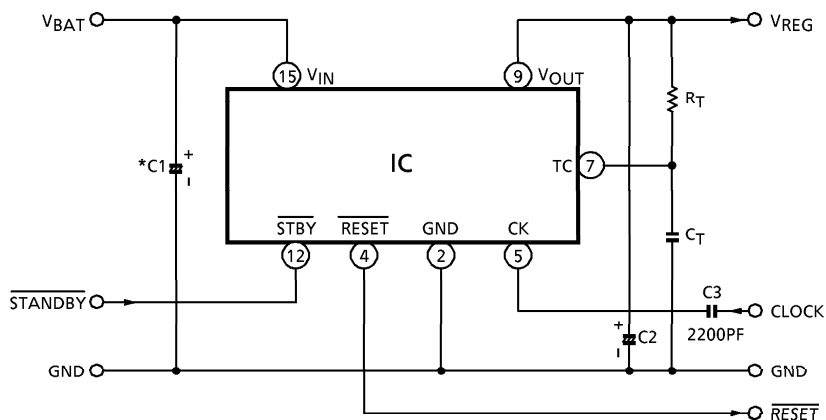 VBAT
VREG
15 VIN
9 VOUT
RT
*C1
+
-
IC
TC 7
STBY
RESET
GND
CK
CT
12
4
2
5
STANDBY
C3
CLOCK
2200PF
+
-
C2
GND
GND
RESET